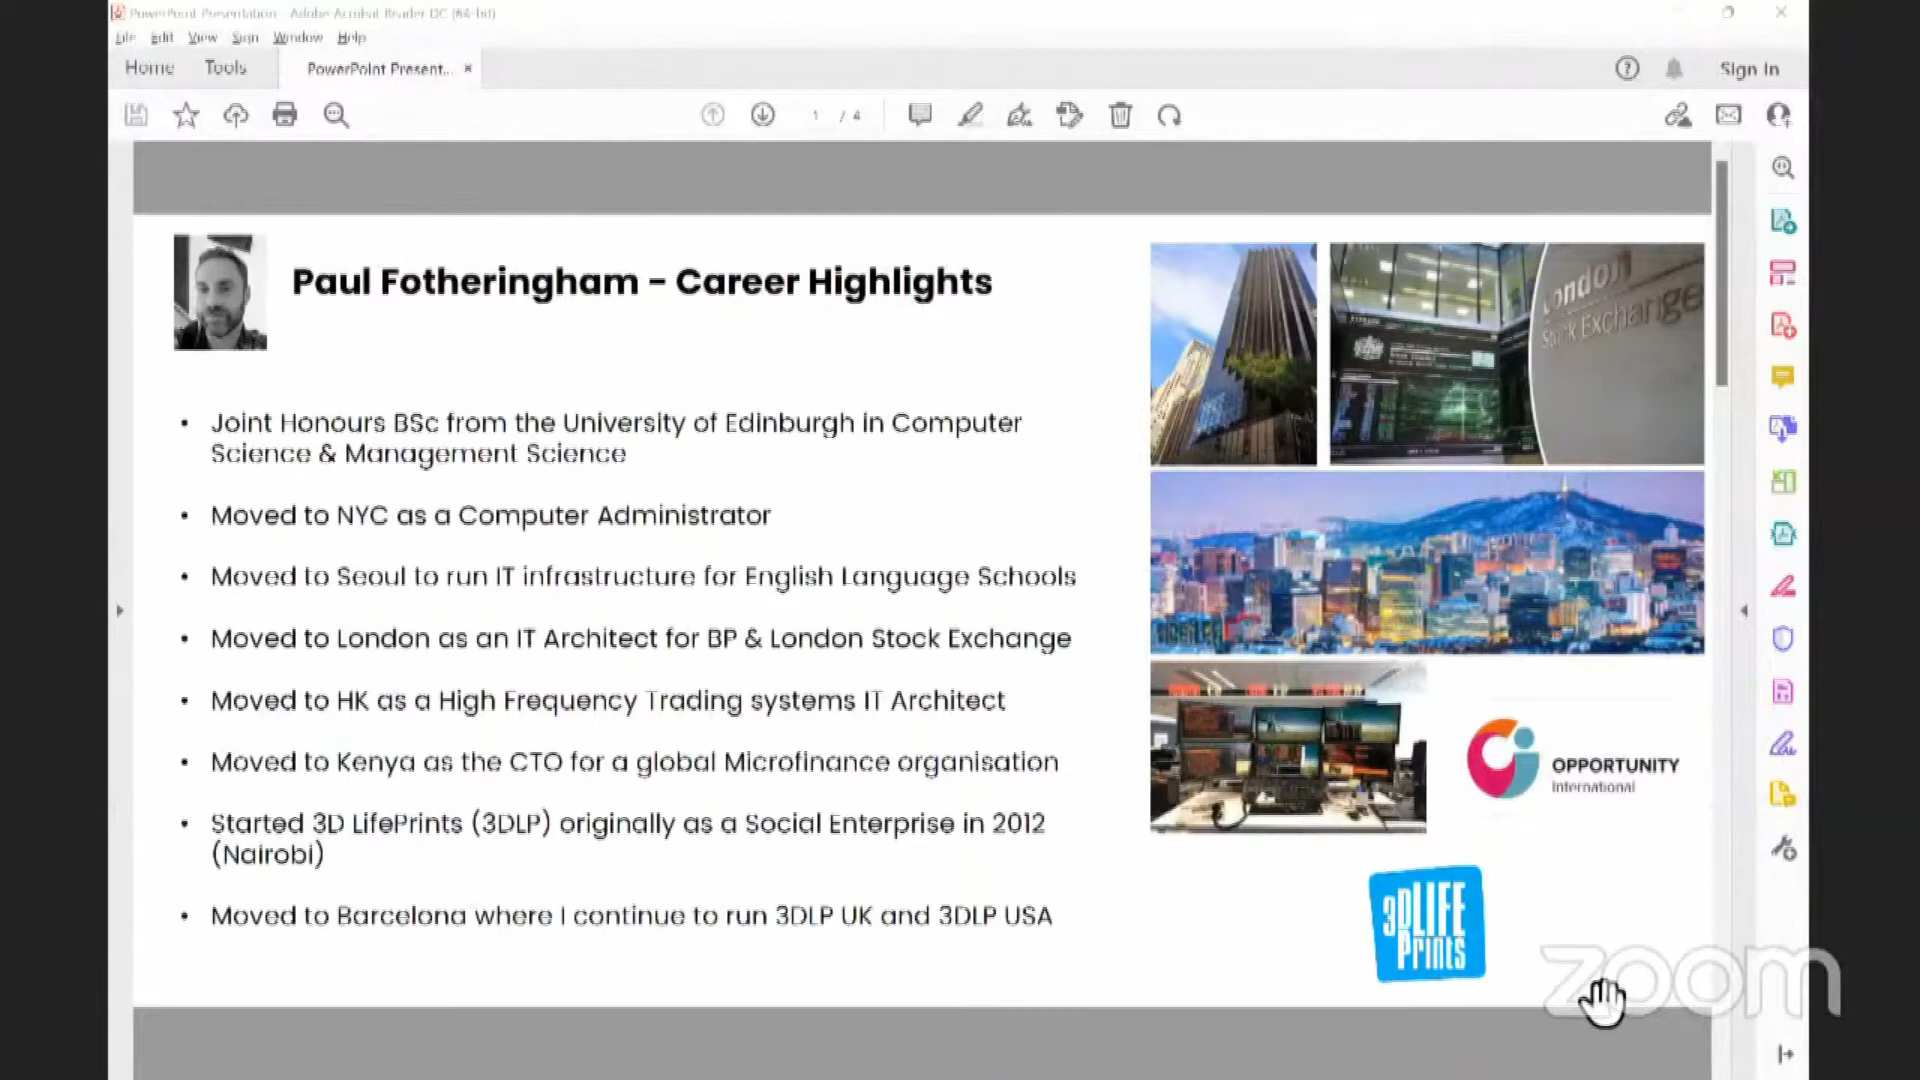 PowerPoint Presentation - Adobe Acrobat Reader DC (64-bit)
File Edit View Sign Window Help
Home Tools PowerPoint Present... × Sign In
1 / 4
Paul Fotheringham - Career Highlights
London
Stock Exchange
• Joint Honours BSc from the University of Edinburgh in Computer
Science & Management Science
• Moved to NYC as a Computer Administrator
• Moved to Seoul to run IT infrastructure for English Language Schools
• Moved to London as an IT Architect for BP & London Stock Exchange
• Moved to HK as a High Frequency Trading systems IT Architect
• Moved to Kenya as the CTO for a global Microfinance organisation
OPPORTUNITY
International
• Started 3D LifePrints (3DLP) originally as a Social Enterprise in 2012
(Nairobi)
• Moved to Barcelona where I continue to run 3DLP UK and 3DLP USA
3DLIFE
Prints
zoom